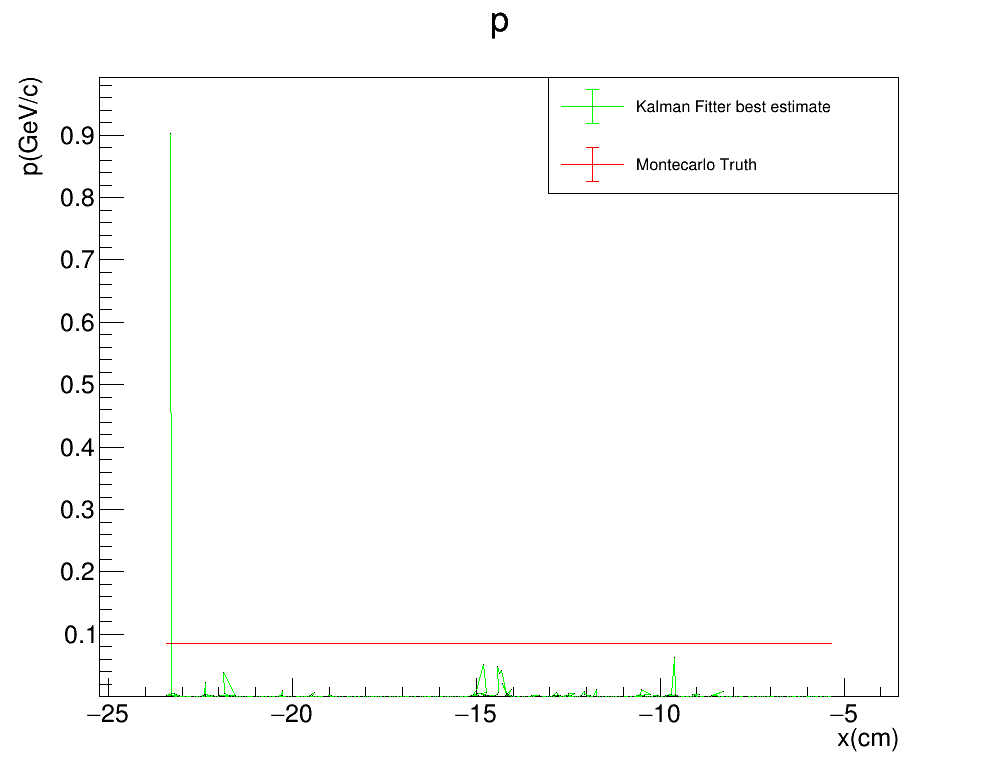 p
p(GeV/c)
Kalman Fitter best estimate
Montecarlo Truth
0.9
0.8
0.7
0.6
0.5
0.4
0.3
0.2
0.1
−25 −20 −15 −10 −5
x(cm)